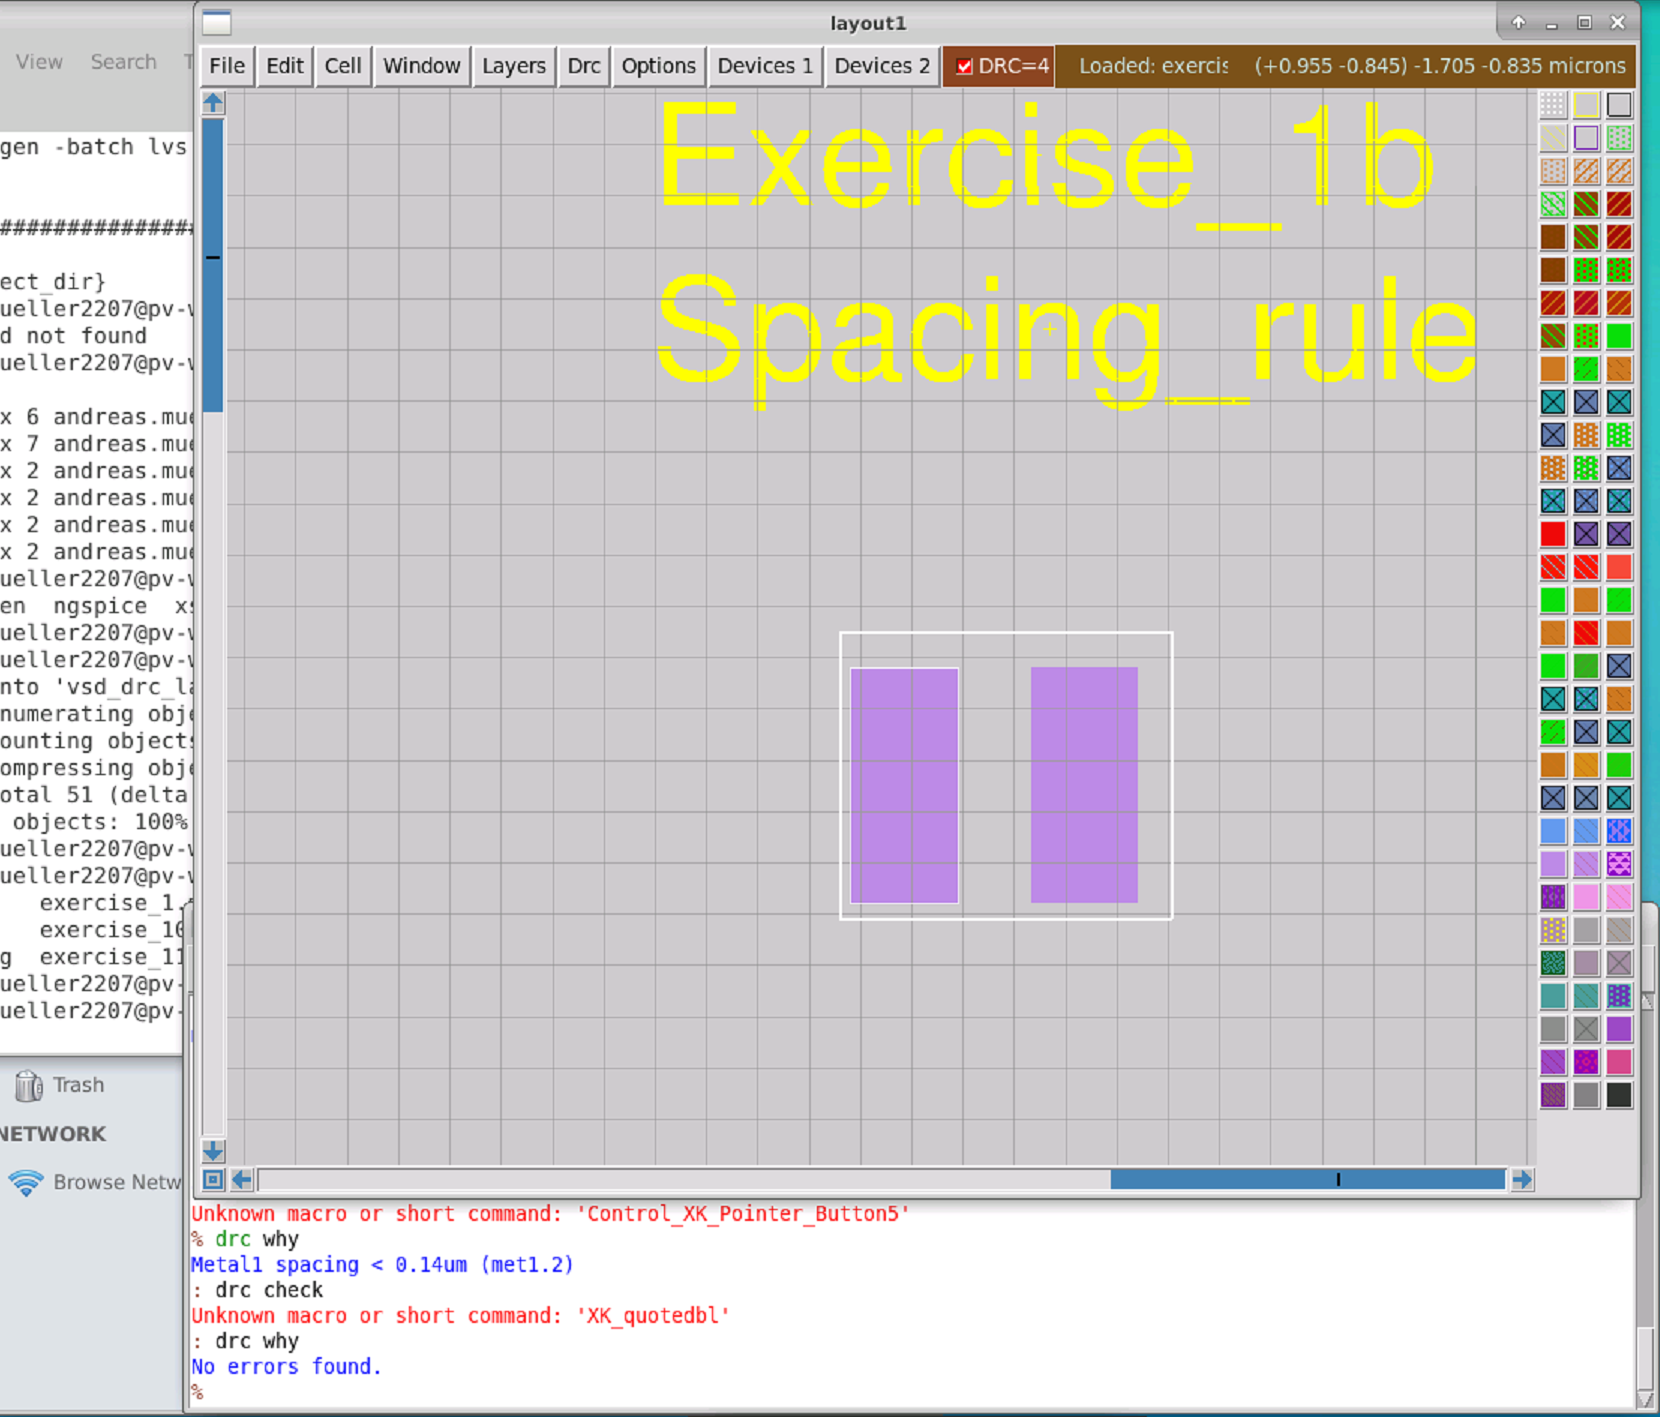 layout1
View Search
File Edit Cell Window Layers Drc Options Devices 1 Devices 2 DRC=4 Loaded: exercis (+0.955 -0.845) -1.705 -0.835 microns
gen -batch lvs
##############
ect_dir}
ueller2207@pv-
d not found
ueller2207@pv-
x 6 andreas.mue
x 7 andreas.mue
x 2 andreas.mue
x 2 andreas.mue
x 2 andreas.mue
x 2 andreas.mue
ueller2207@pv-
en ngspice xs
ueller2207@pv-
ueller2207@pv-
nto 'vsd_drc_la
numerating obje
ounting objects
ompressing obje
otal 51 (delta
objects: 100%
ueller2207@pv-
ueller2207@pv-
exercise_1.
exercise_10
g exercise_11
ueller2207@pv-
ueller2207@pv-
Exercise_1b
Spacing_rule
Trash
NETWORK
Browse Netw
Unknown macro or short command: 'Control_XK_Pointer_Button5'
% drc why
Metal1 spacing < 0.14um (met1.2)
: drc check
Unknown macro or short command: 'XK_quotedbl'
: drc why
No errors found.
%